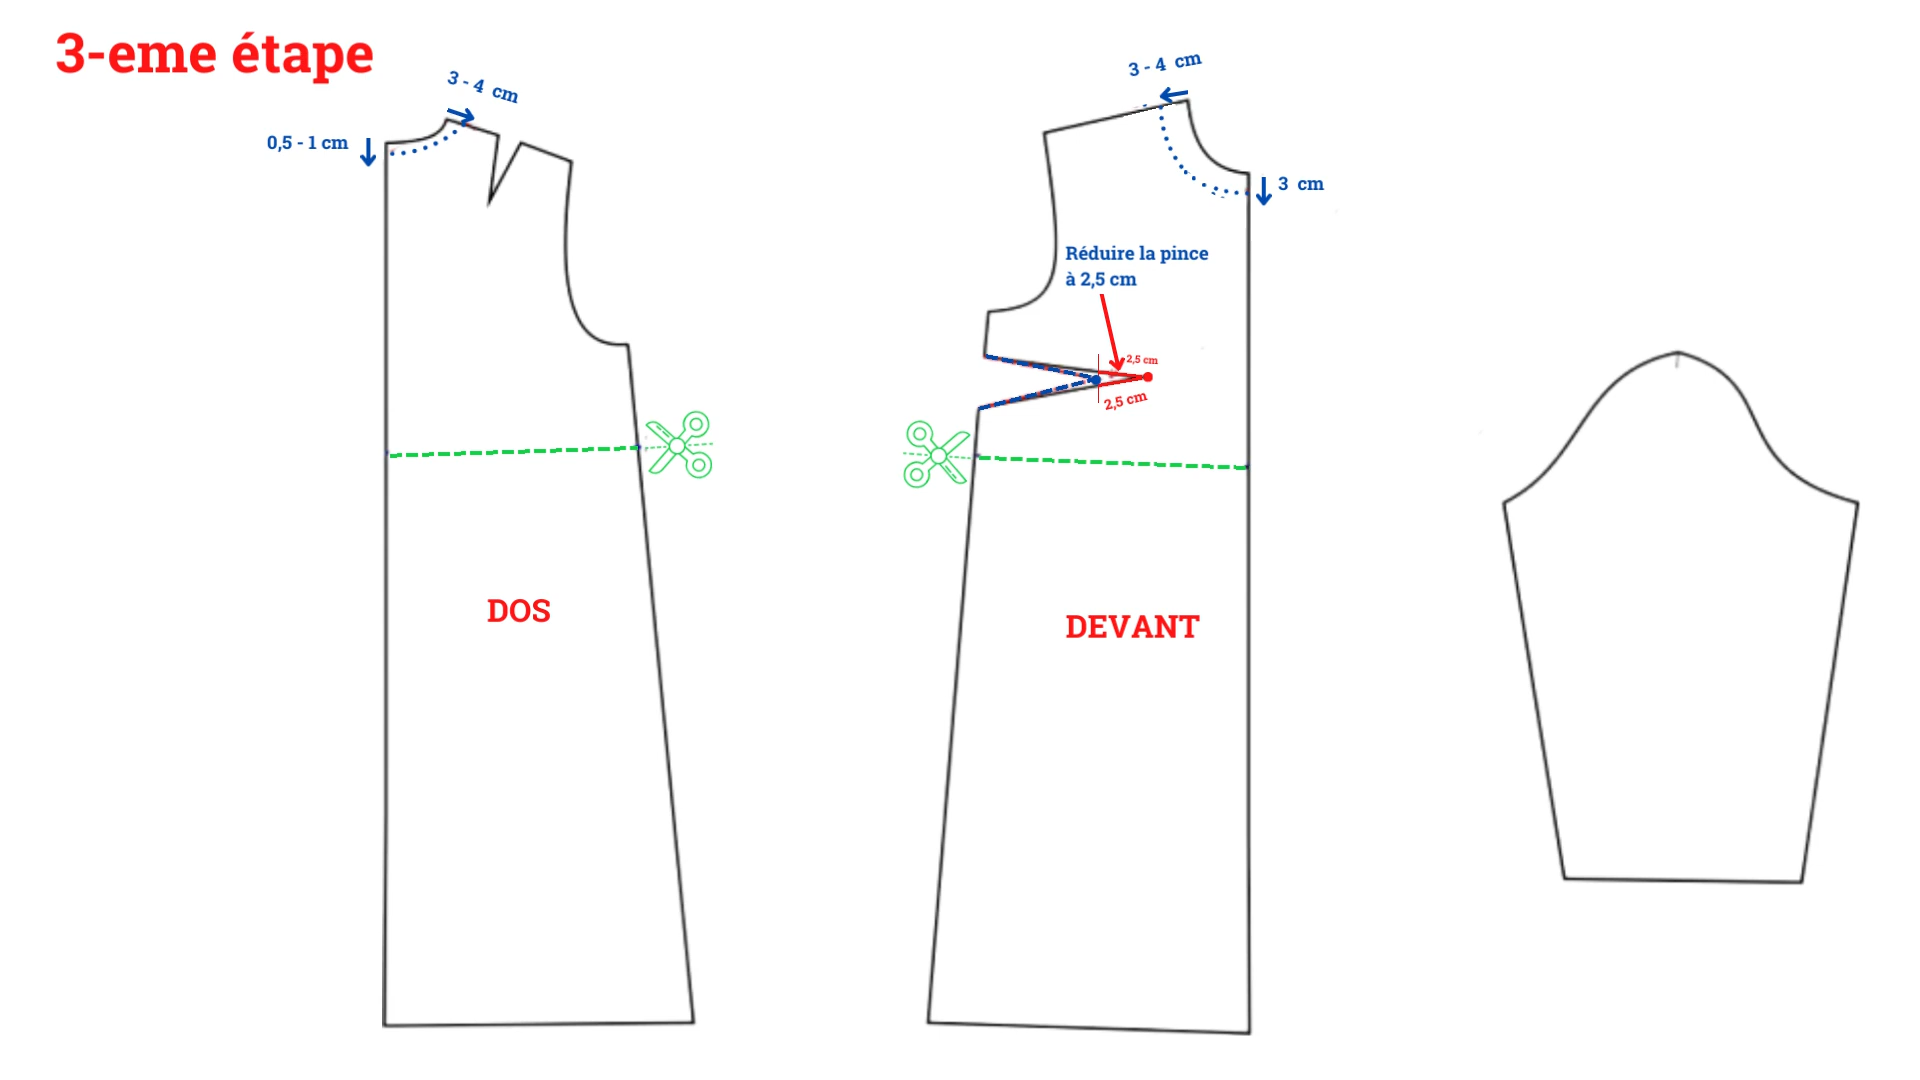 3-eme étape
3 - 4 cm
0,5 - 1 cm
3 - 4 cm
3 cm
Réduire la pince
à 2,5 cm
2,5 cm
2,5 cm
DOS
DEVANT